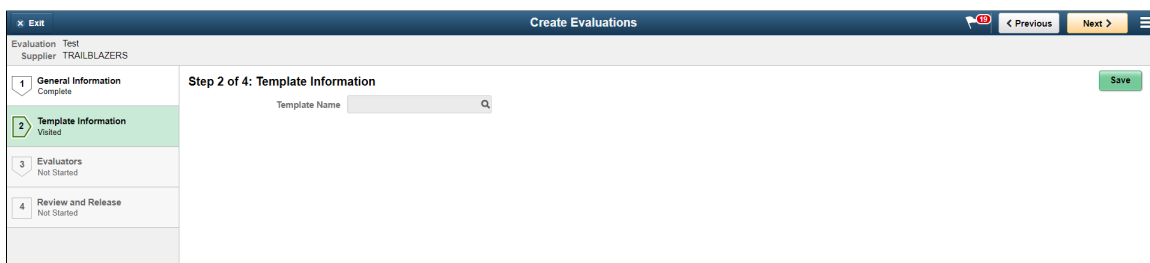 × Exit
Create Evaluations
19
Previous
Next
Evaluation Test
Supplier TRAILBLAZERS
1 General Information
Complete
Step 2 of 4: Template Information
Save
Template Name
2 Template Information
Visited
3 Evaluators
Not Started
4 Review and Release
Not Started